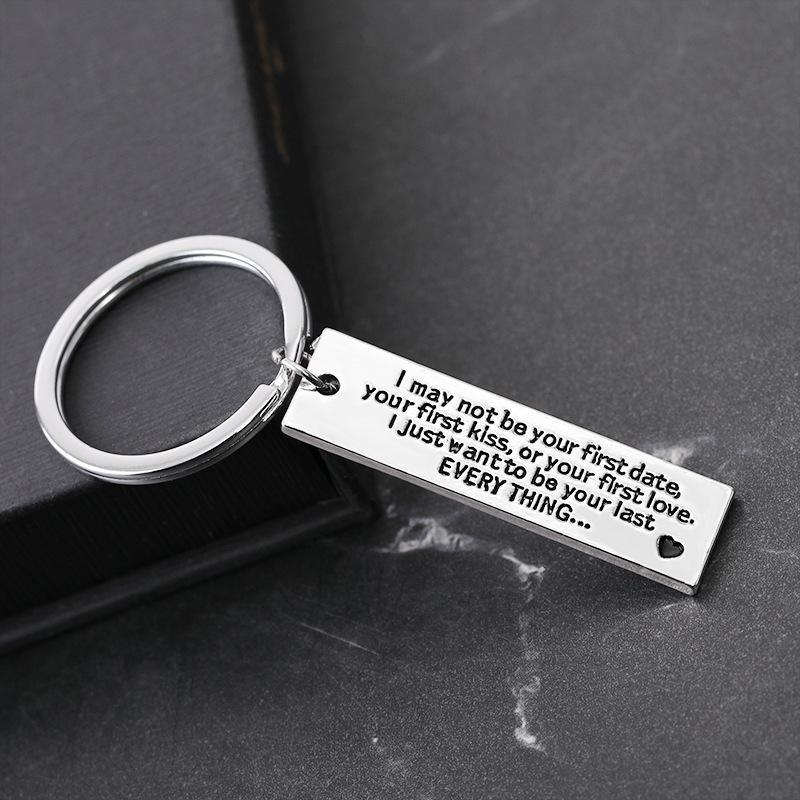 I may not be your first date,
your first kiss, or your first love.
I Just want to be your last
EVERY THING...